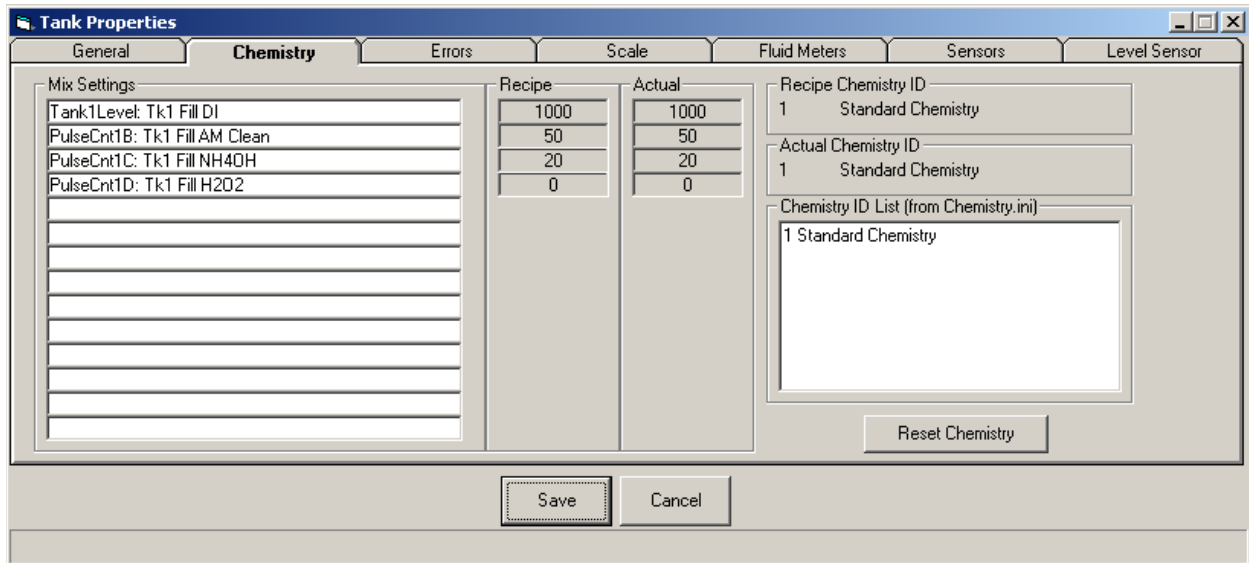 Tank Properties
General Chemistry Errors Scale Fluid Meters Sensors Level Sensor
Mix Settings Recipe Actual
Tank1Level: Tk1 Fill DI 1000 1000
PulseCnt1B: Tk1 Fill AM Clean 50 50
PulseCnt1C: Tk1 Fill NH4OH 20 20
PulseCnt1D: Tk1 Fill H2O2 0 0
Recipe Chemistry ID
1 Standard Chemistry
Actual Chemistry ID
1 Standard Chemistry
Chemistry ID List (from Chemistry.ini)
1 Standard Chemistry
Reset Chemistry
Save Cancel